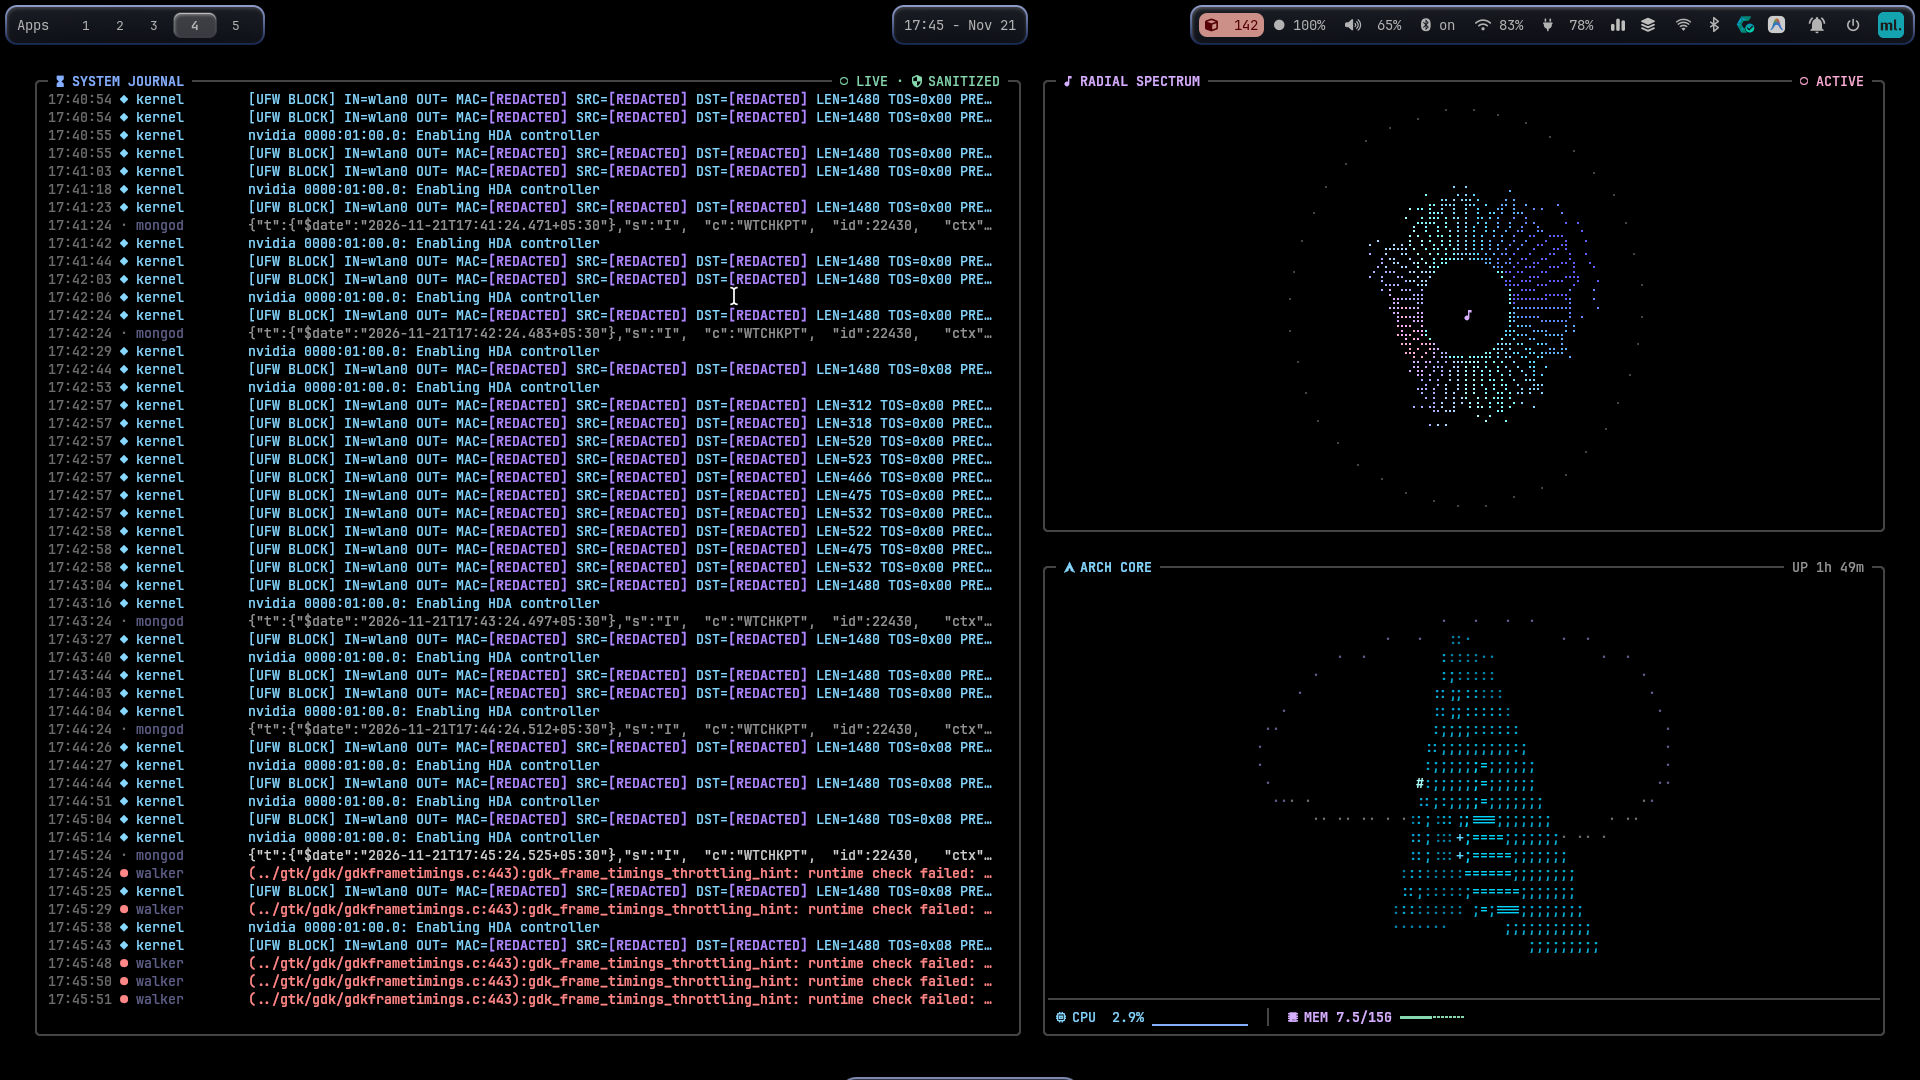 Apps 1 2 3 4 5
17:45 - Nov 21
142 100% 65% on 83% 78% ml.
SYSTEM JOURNAL LIVE · SANITIZED
17:40:54 ◆ kernel [UFW BLOCK] IN=wlan0 OUT= MAC=[REDACTED] SRC=[REDACTED] DST=[REDACTED] LEN=1480 TOS=0x00 PRE…
17:40:54 ◆ kernel [UFW BLOCK] IN=wlan0 OUT= MAC=[REDACTED] SRC=[REDACTED] DST=[REDACTED] LEN=1480 TOS=0x00 PRE…
17:40:55 ◆ kernel nvidia 0000:01:00.0: Enabling HDA controller
17:40:55 ◆ kernel [UFW BLOCK] IN=wlan0 OUT= MAC=[REDACTED] SRC=[REDACTED] DST=[REDACTED] LEN=1480 TOS=0x00 PRE…
17:41:03 ◆ kernel [UFW BLOCK] IN=wlan0 OUT= MAC=[REDACTED] SRC=[REDACTED] DST=[REDACTED] LEN=1480 TOS=0x00 PRE…
17:41:18 ◆ kernel nvidia 0000:01:00.0: Enabling HDA controller
17:41:23 ◆ kernel [UFW BLOCK] IN=wlan0 OUT= MAC=[REDACTED] SRC=[REDACTED] DST=[REDACTED] LEN=1480 TOS=0x00 PRE…
17:41:24 · mongod {"t":{"$date":"2026-11-21T17:41:24.471+05:30"},"s":"I", "c":"WTCHKPT", "id":22430, "ctx"…
17:41:42 ◆ kernel nvidia 0000:01:00.0: Enabling HDA controller
17:41:44 ◆ kernel [UFW BLOCK] IN=wlan0 OUT= MAC=[REDACTED] SRC=[REDACTED] DST=[REDACTED] LEN=1480 TOS=0x00 PRE…
17:42:03 ◆ kernel [UFW BLOCK] IN=wlan0 OUT= MAC=[REDACTED] SRC=[REDACTED] DST=[REDACTED] LEN=1480 TOS=0x00 PRE…
17:42:06 ◆ kernel nvidia 0000:01:00.0: Enabling HDA controller
17:42:24 ◆ kernel [UFW BLOCK] IN=wlan0 OUT= MAC=[REDACTED] SRC=[REDACTED] DST=[REDACTED] LEN=1480 TOS=0x00 PRE…
17:42:24 · mongod {"t":{"$date":"2026-11-21T17:42:24.483+05:30"},"s":"I", "c":"WTCHKPT", "id":22430, "ctx"…
17:42:29 ◆ kernel nvidia 0000:01:00.0: Enabling HDA controller
17:42:44 ◆ kernel [UFW BLOCK] IN=wlan0 OUT= MAC=[REDACTED] SRC=[REDACTED] DST=[REDACTED] LEN=1480 TOS=0x08 PRE…
17:42:53 ◆ kernel nvidia 0000:01:00.0: Enabling HDA controller
17:42:57 ◆ kernel [UFW BLOCK] IN=wlan0 OUT= MAC=[REDACTED] SRC=[REDACTED] DST=[REDACTED] LEN=312 TOS=0x00 PREC…
17:42:57 ◆ kernel [UFW BLOCK] IN=wlan0 OUT= MAC=[REDACTED] SRC=[REDACTED] DST=[REDACTED] LEN=318 TOS=0x00 PREC…
17:42:57 ◆ kernel [UFW BLOCK] IN=wlan0 OUT= MAC=[REDACTED] SRC=[REDACTED] DST=[REDACTED] LEN=520 TOS=0x00 PREC…
17:42:57 ◆ kernel [UFW BLOCK] IN=wlan0 OUT= MAC=[REDACTED] SRC=[REDACTED] DST=[REDACTED] LEN=523 TOS=0x00 PREC…
17:42:57 ◆ kernel [UFW BLOCK] IN=wlan0 OUT= MAC=[REDACTED] SRC=[REDACTED] DST=[REDACTED] LEN=466 TOS=0x00 PREC…
17:42:57 ◆ kernel [UFW BLOCK] IN=wlan0 OUT= MAC=[REDACTED] SRC=[REDACTED] DST=[REDACTED] LEN=475 TOS=0x00 PREC…
17:42:57 ◆ kernel [UFW BLOCK] IN=wlan0 OUT= MAC=[REDACTED] SRC=[REDACTED] DST=[REDACTED] LEN=532 TOS=0x00 PREC…
17:42:58 ◆ kernel [UFW BLOCK] IN=wlan0 OUT= MAC=[REDACTED] SRC=[REDACTED] DST=[REDACTED] LEN=522 TOS=0x00 PREC…
17:42:58 ◆ kernel [UFW BLOCK] IN=wlan0 OUT= MAC=[REDACTED] SRC=[REDACTED] DST=[REDACTED] LEN=475 TOS=0x00 PREC…
17:42:58 ◆ kernel [UFW BLOCK] IN=wlan0 OUT= MAC=[REDACTED] SRC=[REDACTED] DST=[REDACTED] LEN=532 TOS=0x00 PREC…
17:43:04 ◆ kernel [UFW BLOCK] IN=wlan0 OUT= MAC=[REDACTED] SRC=[REDACTED] DST=[REDACTED] LEN=1480 TOS=0x00 PRE…
17:43:16 ◆ kernel nvidia 0000:01:00.0: Enabling HDA controller
17:43:24 · mongod {"t":{"$date":"2026-11-21T17:43:24.497+05:30"},"s":"I", "c":"WTCHKPT", "id":22430, "ctx"…
17:43:27 ◆ kernel [UFW BLOCK] IN=wlan0 OUT= MAC=[REDACTED] SRC=[REDACTED] DST=[REDACTED] LEN=1480 TOS=0x00 PRE…
17:43:40 ◆ kernel nvidia 0000:01:00.0: Enabling HDA controller
17:43:44 ◆ kernel [UFW BLOCK] IN=wlan0 OUT= MAC=[REDACTED] SRC=[REDACTED] DST=[REDACTED] LEN=1480 TOS=0x00 PRE…
17:44:03 ◆ kernel [UFW BLOCK] IN=wlan0 OUT= MAC=[REDACTED] SRC=[REDACTED] DST=[REDACTED] LEN=1480 TOS=0x00 PRE…
17:44:04 ◆ kernel nvidia 0000:01:00.0: Enabling HDA controller
17:44:24 · mongod {"t":{"$date":"2026-11-21T17:44:24.512+05:30"},"s":"I", "c":"WTCHKPT", "id":22430, "ctx"…
17:44:26 ◆ kernel [UFW BLOCK] IN=wlan0 OUT= MAC=[REDACTED] SRC=[REDACTED] DST=[REDACTED] LEN=1480 TOS=0x08 PRE…
17:44:27 ◆ kernel nvidia 0000:01:00.0: Enabling HDA controller
17:44:44 ◆ kernel [UFW BLOCK] IN=wlan0 OUT= MAC=[REDACTED] SRC=[REDACTED] DST=[REDACTED] LEN=1480 TOS=0x08 PRE…
17:44:51 ◆ kernel nvidia 0000:01:00.0: Enabling HDA controller
17:45:04 ◆ kernel [UFW BLOCK] IN=wlan0 OUT= MAC=[REDACTED] SRC=[REDACTED] DST=[REDACTED] LEN=1480 TOS=0x08 PRE…
17:45:14 ◆ kernel nvidia 0000:01:00.0: Enabling HDA controller
17:45:24 · mongod {"t":{"$date":"2026-11-21T17:45:24.525+05:30"},"s":"I", "c":"WTCHKPT", "id":22430, "ctx"…
17:45:24 ● walker (../gtk/gdk/gdkframetimings.c:443):gdk_frame_timings_throttling_hint: runtime check failed: …
17:45:25 ◆ kernel [UFW BLOCK] IN=wlan0 OUT= MAC=[REDACTED] SRC=[REDACTED] DST=[REDACTED] LEN=1480 TOS=0x08 PRE…
17:45:29 ● walker (../gtk/gdk/gdkframetimings.c:443):gdk_frame_timings_throttling_hint: runtime check failed: …
17:45:38 ◆ kernel nvidia 0000:01:00.0: Enabling HDA controller
17:45:43 ◆ kernel [UFW BLOCK] IN=wlan0 OUT= MAC=[REDACTED] SRC=[REDACTED] DST=[REDACTED] LEN=1480 TOS=0x08 PRE…
17:45:48 ● walker (../gtk/gdk/gdkframetimings.c:443):gdk_frame_timings_throttling_hint: runtime check failed: …
17:45:50 ● walker (../gtk/gdk/gdkframetimings.c:443):gdk_frame_timings_throttling_hint: runtime check failed: …
17:45:51 ● walker (../gtk/gdk/gdkframetimings.c:443):gdk_frame_timings_throttling_hint: runtime check failed: …
RADIAL SPECTRUM ACTIVE
ARCH CORE UP 1h 49m
CPU 2.9% MEM 7.5/15G